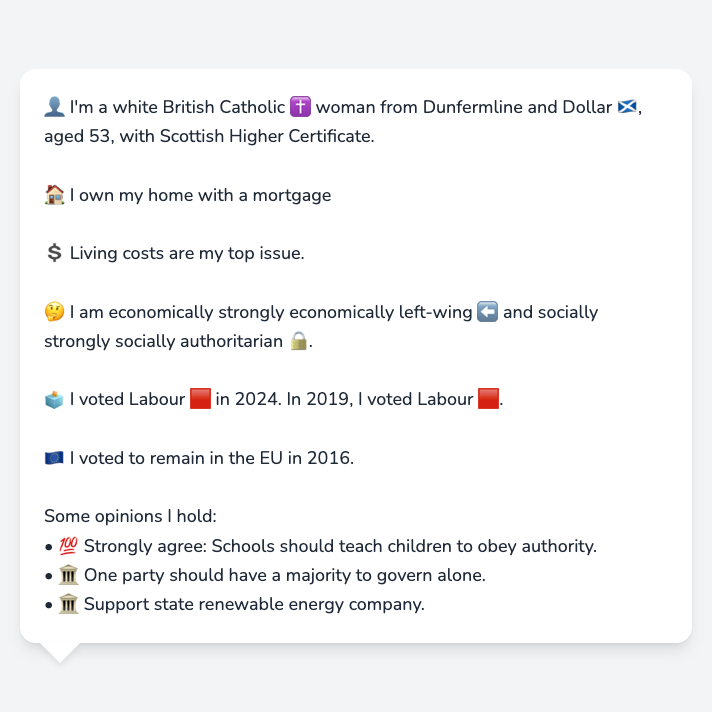 👤 I'm a white British Catholic ✝️ woman from Dunfermline and Dollar 🏴󠁧󠁢󠁳󠁣󠁴󠁿,
aged 53, with Scottish Higher Certificate.
🏠 I own my home with a mortgage
💲 Living costs are my top issue.
🤔 I am economically strongly economically left-wing ⬅️ and socially
strongly socially authoritarian 🔒.
🗳️ I voted Labour 🟥 in 2024. In 2019, I voted Labour 🟥.
🇪🇺 I voted to remain in the EU in 2016.
Some opinions I hold:
• 💯 Strongly agree: Schools should teach children to obey authority.
• 🏛️ One party should have a majority to govern alone.
• 🏛️ Support state renewable energy company.